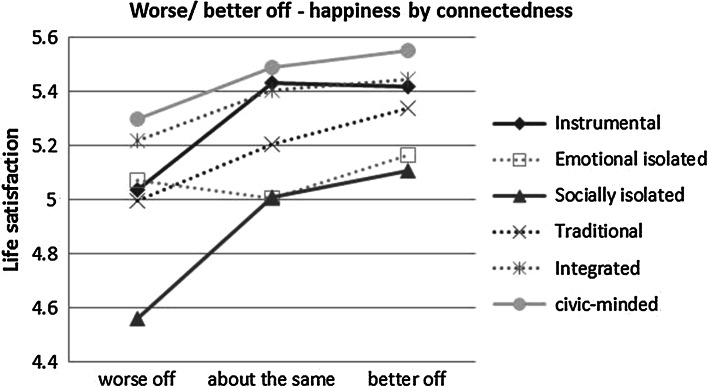 Worse/ better off - happiness by connectedness
Life satisfaction
5.6
5.4
5.2
5
4.8
4.6
4.4
worse off
about the same
better off
Instrumental
Emotional isolated
Socially isolated
Traditional
Integrated
civic-minded